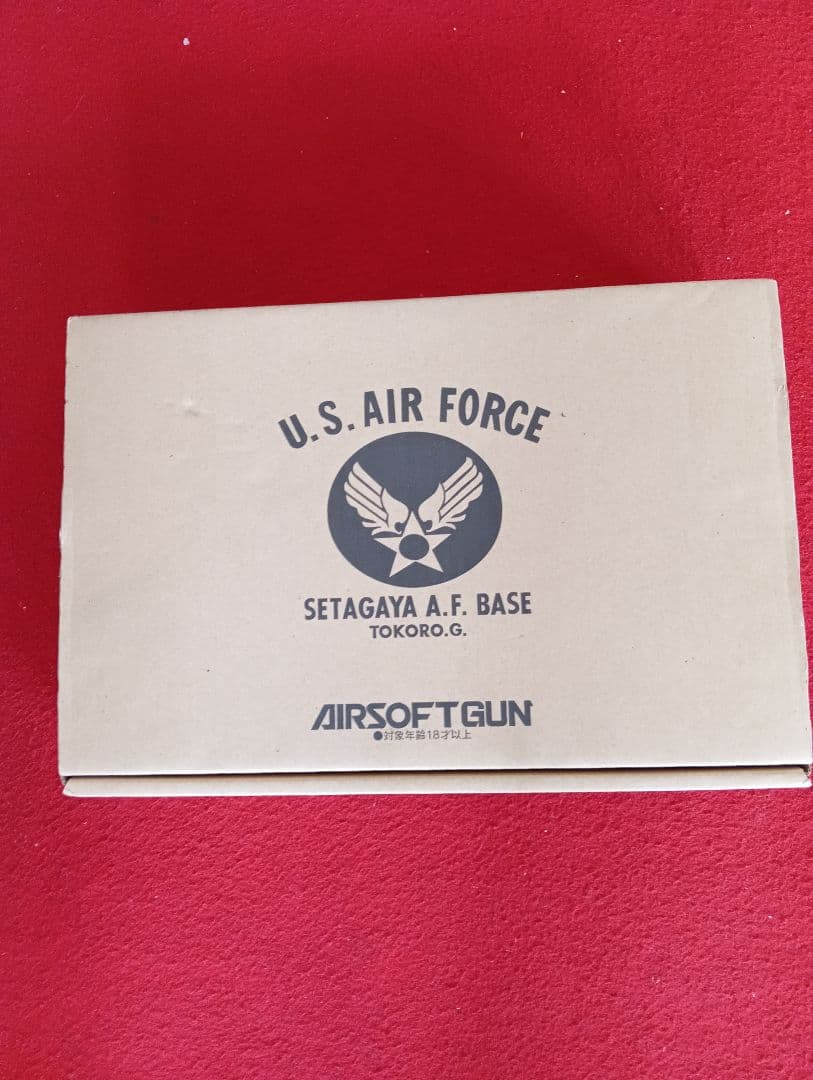 U.S. AIR FORCE
SETAGAYA A.F. BASE
TOKORO.G.
AIRSOFTGUN
●対象年齢18才以上